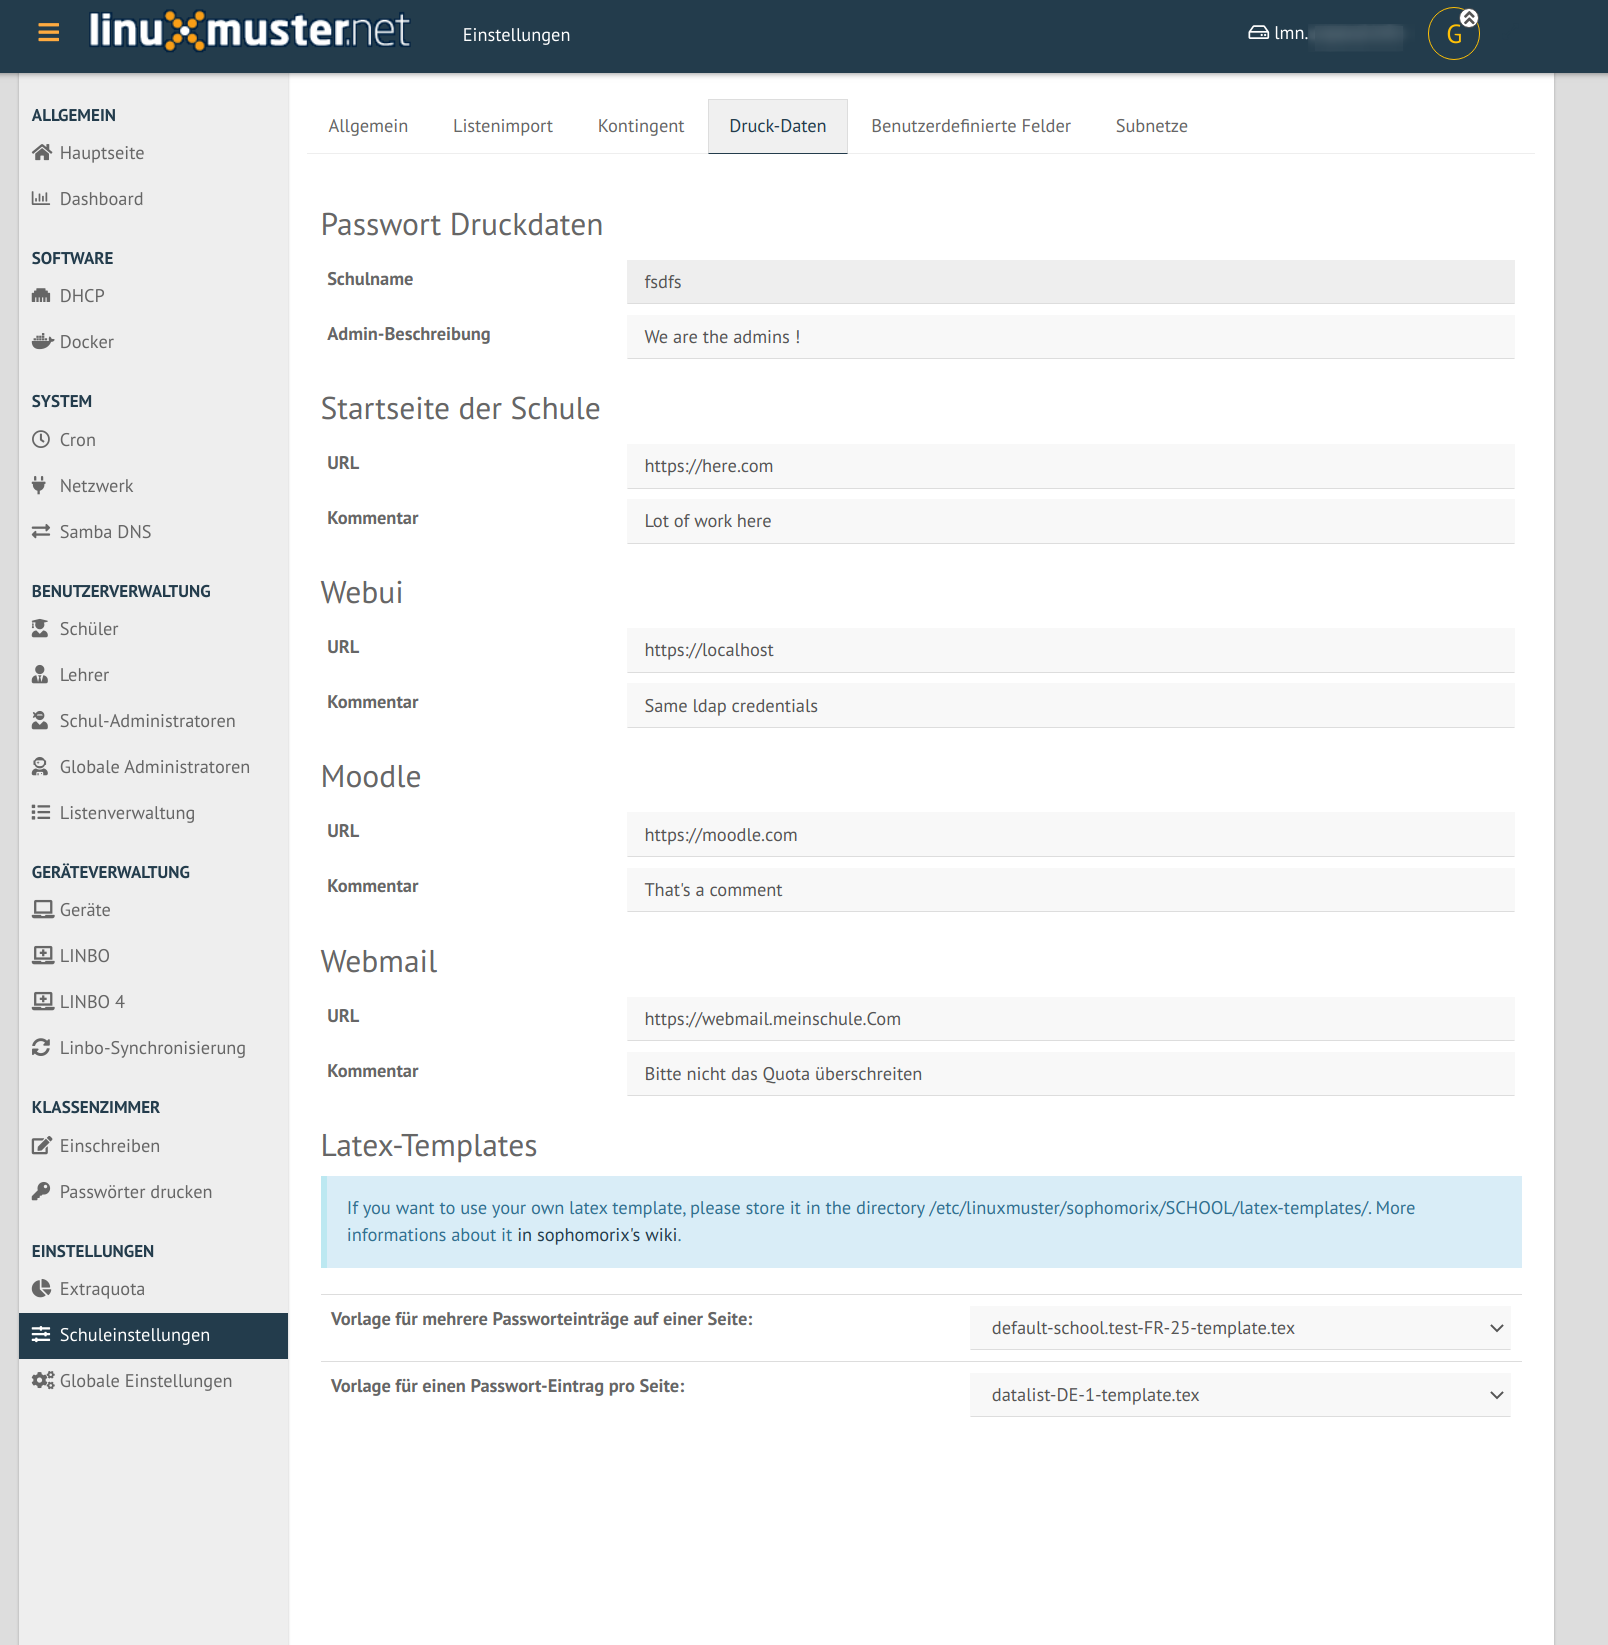 linuxmuster.net
Einstellungen
lmn.
G
ALLGEMEIN
Hauptseite
Dashboard
SOFTWARE
DHCP
Docker
SYSTEM
Cron
Netzwerk
Samba DNS
BENUTZERVERWALTUNG
Schüler
Lehrer
Schul-Administratoren
Globale Administratoren
Listenverwaltung
GERÄTEVERWALTUNG
Geräte
LINBO
LINBO 4
Linbo-Synchronisierung
KLASSENZIMMER
Einschreiben
Passwörter drucken
EINSTELLUNGEN
Extraquota
Schuleinstellungen
Globale Einstellungen
Allgemein
Listenimport
Kontingent
Druck-Daten
Benutzerdefinierte Felder
Subnetze
Passwort Druckdaten
Schulname
fsdfs
Admin-Beschreibung
We are the admins !
Startseite der Schule
URL
https://here.com
Kommentar
Lot of work here
Webui
URL
https://localhost
Kommentar
Same ldap credentials
Moodle
URL
https://moodle.com
Kommentar
That's a comment
Webmail
URL
https://webmail.meinschule.Com
Kommentar
Bitte nicht das Quota überschreiten
Latex-Templates
If you want to use your own latex template, please store it in the directory /etc/linuxmuster/sophomorix/SCHOOL/latex-templates/. More
informations about it in sophomorix's wiki.
Vorlage für mehrere Passworteinträge auf einer Seite:
default-school.test-FR-25-template.tex
Vorlage für einen Passwort-Eintrag pro Seite:
datalist-DE-1-template.tex